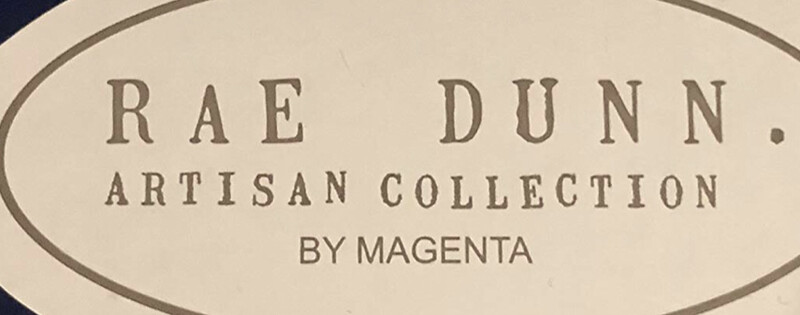 RAE DUNN.
ARTISAN COLLECTION
BY MAGENTA